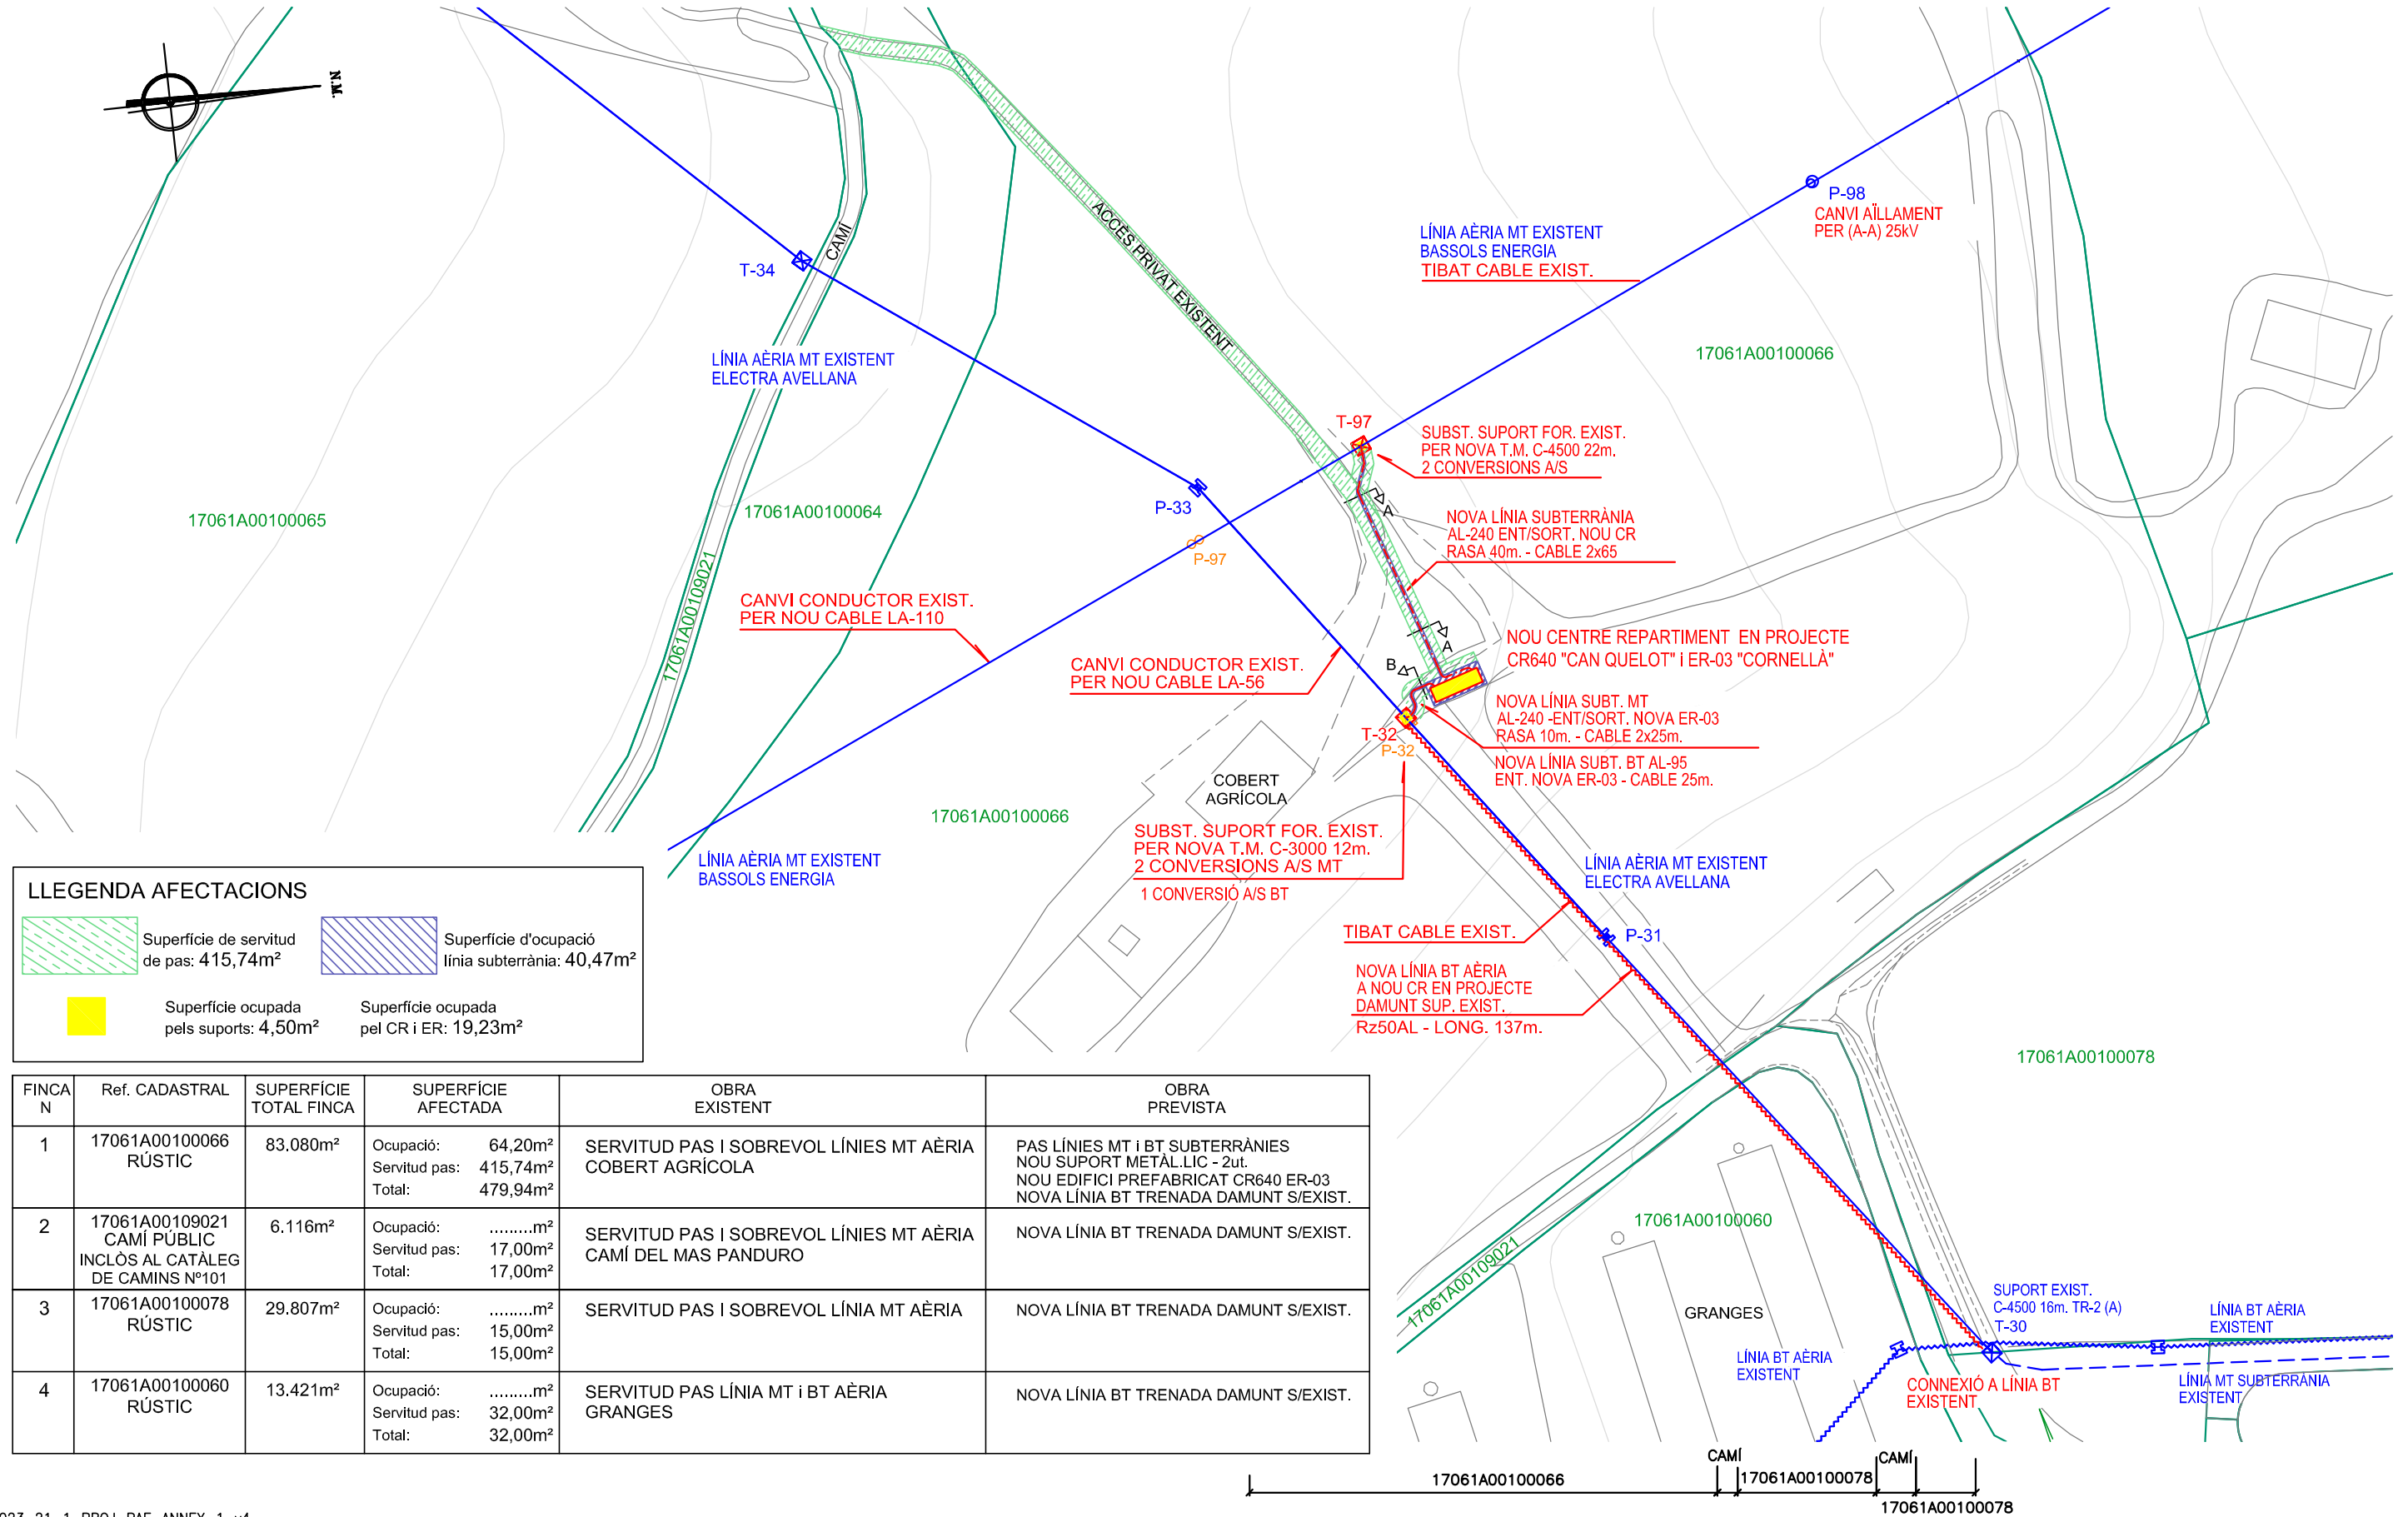 N.M.
P-98
CANVI AÏLLAMENT
PER (A-A) 25kV
LÍNIA AÈRIA MT EXISTENT
BASSOLS ENERGIA
TIBAT CABLE EXIST.
ACCÈS PRIVAT EXISTENT
CAMÍ
T-34
LÍNIA AÈRIA MT EXISTENT
ELECTRA AVELLANA
17061A00100066
T-97
SUBST. SUPORT FOR. EXIST.
PER NOVA T.M. C-4500 22m.
2 CONVERSIONS A/S
17061A00100065
17061A00100064
P-33
A
NOVA LÍNIA SUBTERRÀNIA
AL-240 ENT/SORT. NOU CR
RASA 40m. - CABLE 2x65
P-97
17061A00109021
CANVI CONDUCTOR EXIST.
PER NOU CABLE LA-110
A
NOU CENTRE REPARTIMENT EN PROJECTE
CR640 "CAN QUELOT" i ER-03 "CORNELLÀ"
CANVI CONDUCTOR EXIST.
PER NOU CABLE LA-56
B
NOVA LÍNIA SUBT. MT
AL-240 -ENT/SORT. NOVA ER-03
RASA 10m. - CABLE 2x25m.
T-32
P-32
NOVA LÍNIA SUBT. BT AL-95
ENT. NOVA ER-03 - CABLE 25m.
COBERT
AGRÍCOLA
17061A00100066
SUBST. SUPORT FOR. EXIST.
PER NOVA T.M. C-3000 12m.
2 CONVERSIONS A/S MT
1 CONVERSIÓ A/S BT
LÍNIA AÈRIA MT EXISTENT
BASSOLS ENERGIA
LÍNIA AÈRIA MT EXISTENT
ELECTRA AVELLANA
TIBAT CABLE EXIST.
P-31
NOVA LÍNIA BT AÈRIA
A NOU CR EN PROJECTE
DAMUNT SUP. EXIST.
Rz50AL - LONG. 137m.
17061A00100078
LLEGENDA AFECTACIONS
Superfície de servitud
de pas: 415,74m²
Superfície d'ocupació
línia subterrània: 40,47m²
Superfície ocupada
pels suports: 4,50m²
Superfície ocupada
pel CR i ER: 19,23m²
FINCA
N
Ref. CADASTRAL
SUPERFÍCIE
TOTAL FINCA
SUPERFÍCIE
AFECTADA
OBRA
EXISTENT
OBRA
PREVISTA
1
17061A00100066
RÚSTIC
83.080m²
Ocupació: 64,20m²
Servitud pas: 415,74m²
Total: 479,94m²
SERVITUD PAS I SOBREVOL LÍNIES MT AÈRIA
COBERT AGRÍCOLA
PAS LÍNIES MT i BT SUBTERRÀNIES
NOU SUPORT METÀL.LIC - 2ut.
NOU EDIFICI PREFABRICAT CR640 ER-03
NOVA LÍNIA BT TRENADA DAMUNT S/EXIST.
2
17061A00109021
CAMÍ PÚBLIC
INCLÒS AL CATÀLEG
DE CAMINS Nº101
6.116m²
Ocupació: .........m²
Servitud pas: 17,00m²
Total: 17,00m²
SERVITUD PAS I SOBREVOL LÍNIES MT AÈRIA
CAMÍ DEL MAS PANDURO
NOVA LÍNIA BT TRENADA DAMUNT S/EXIST.
3
17061A00100078
RÚSTIC
29.807m²
Ocupació: .........m²
Servitud pas: 15,00m²
Total: 15,00m²
SERVITUD PAS I SOBREVOL LÍNIA MT AÈRIA
NOVA LÍNIA BT TRENADA DAMUNT S/EXIST.
4
17061A00100060
RÚSTIC
13.421m²
Ocupació: .........m²
Servitud pas: 32,00m²
Total: 32,00m²
SERVITUD PAS LÍNIA MT i BT AÈRIA
GRANGES
NOVA LÍNIA BT TRENADA DAMUNT S/EXIST.
17061A00100060
17061A00109021
GRANGES
SUPORT EXIST.
C-4500 16m. TR-2 (A)
T-30
LÍNIA BT AÈRIA
EXISTENT
LÍNIA BT AÈRIA
EXISTENT
CONNEXIÓ A LÍNIA BT
EXISTENT
LÍNIA MT SUBTERRÀNIA
EXISTENT
17061A00100066
CAMÍ
17061A00100078
CAMÍ
17061A00100078